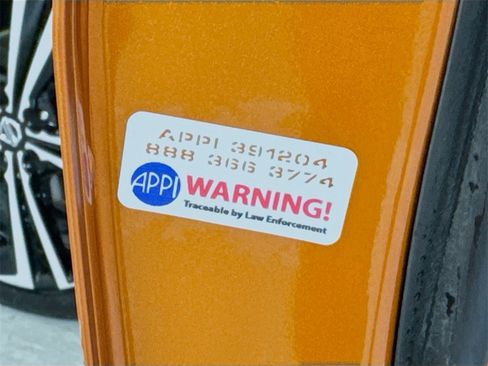 APPI 391204
888 366 3774
APPI WARNING!
Traceable by Law Enforcement